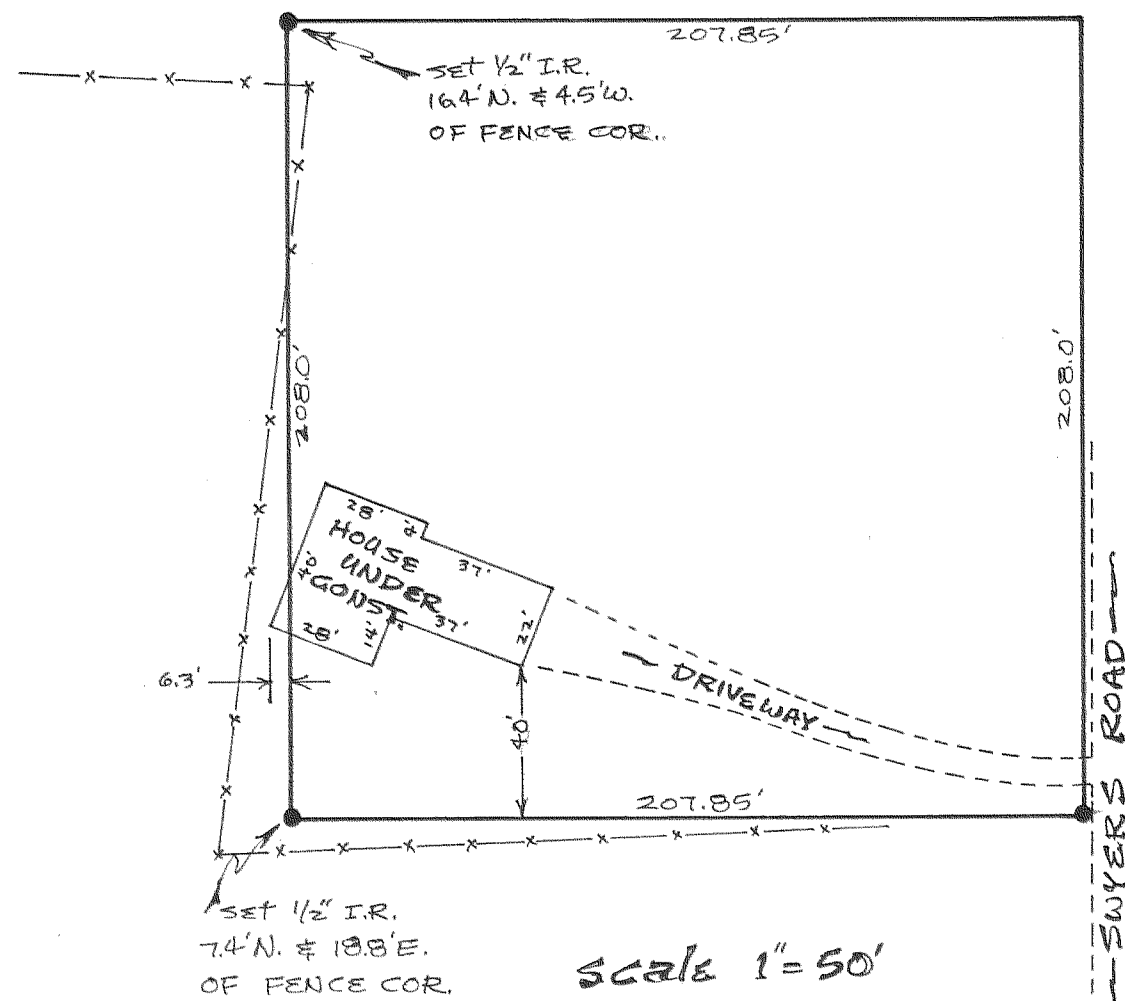 207.85'
SET 1/2" I.R.
16.4' N. & 4.5' W.
OF FENCE COR.
208.0'
208.0'
28'
4'
HOUSE
UNDER
CONST.
40'
37'
37'
28'
14'
22'
6.3'
40'
DRIVEWAY
207.85'
SWYERS ROAD
SET 1/2" I.R.
7.4' N. & 18.8' E.
OF FENCE COR.
scale 1" = 50'